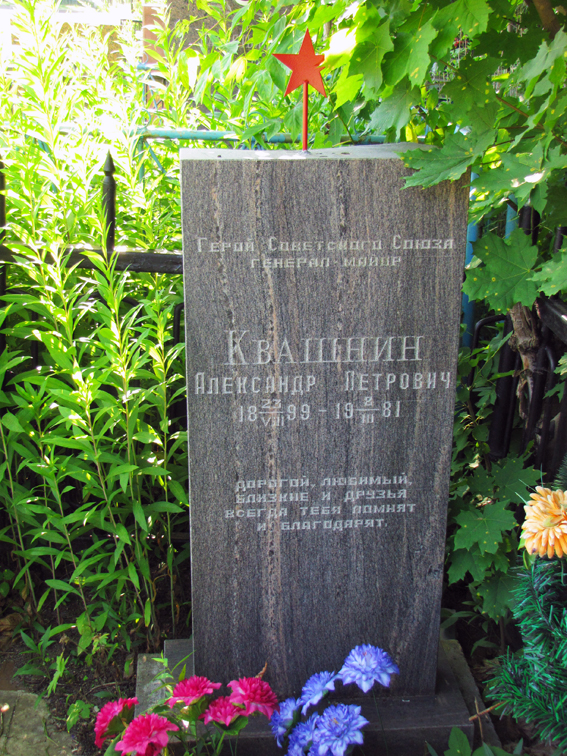 Герой Советского Союза
генерал-майор
Квашнин
Александр Петрович
18 23/VIII 99 - 19 8/III 81
дорогой, любимый,
близкие и друзья
всегда тебя помнят
и благодарят.